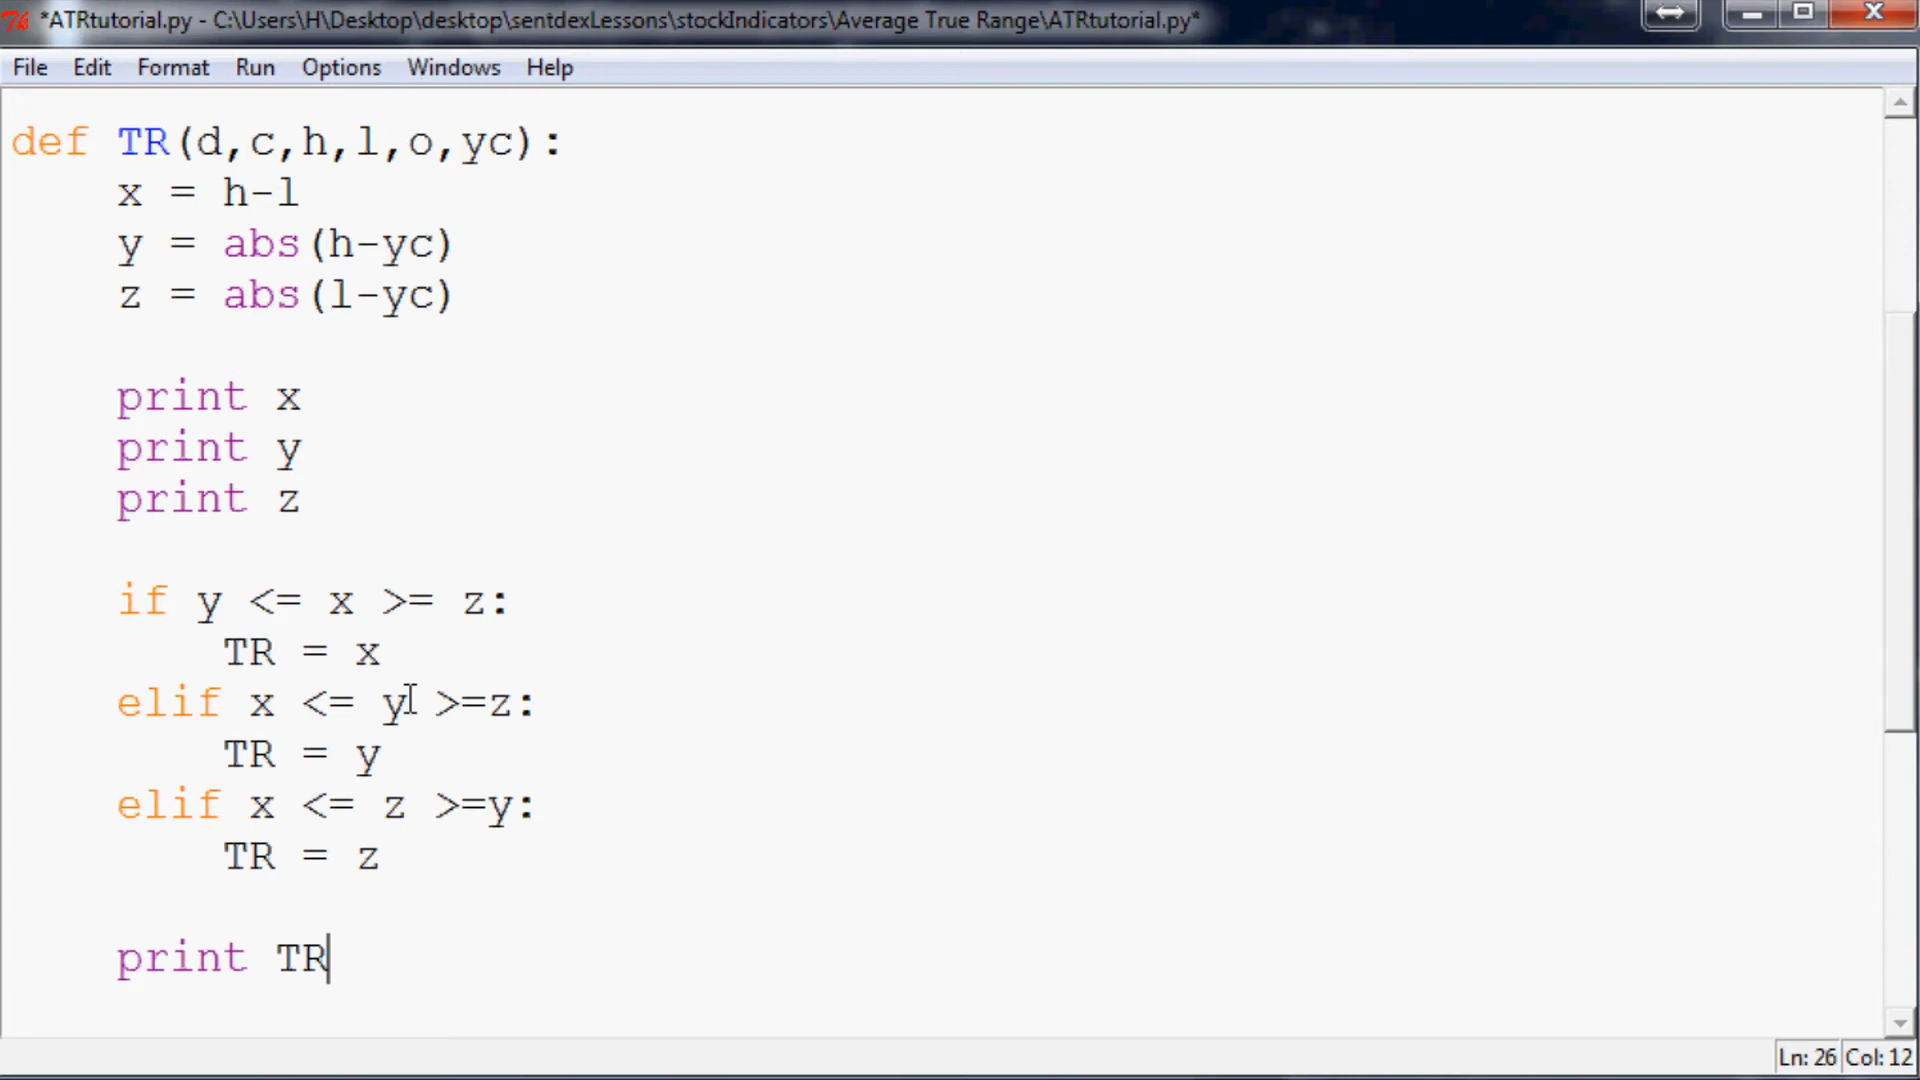 *ATRtutorial.py - C:\Users\H\Desktop\desktop\sentdexLessons\stockIndicators\Average True Range\ATRtutorial.py*
File Edit Format Run Options Windows Help
def TR(d,c,h,l,o,yc):
    x = h-l
    y = abs(h-yc)
    z = abs(l-yc)
    print x
    print y
    print z
    if y <= x >= z:
        TR = x
    elif x <= y >=z:
        TR = y
    elif x <= z >=y:
        TR = z
    print TR
Ln: 26 Col: 12